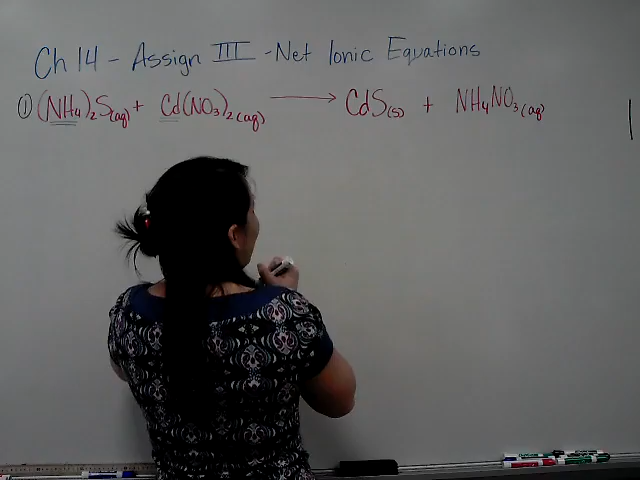 Ch 14 - Assign III - Net Ionic Equations
① (NH₄)₂S(aq) + Cd(NO₃)₂(aq) ⟶ CdS(s) + NH₄NO₃(aq)